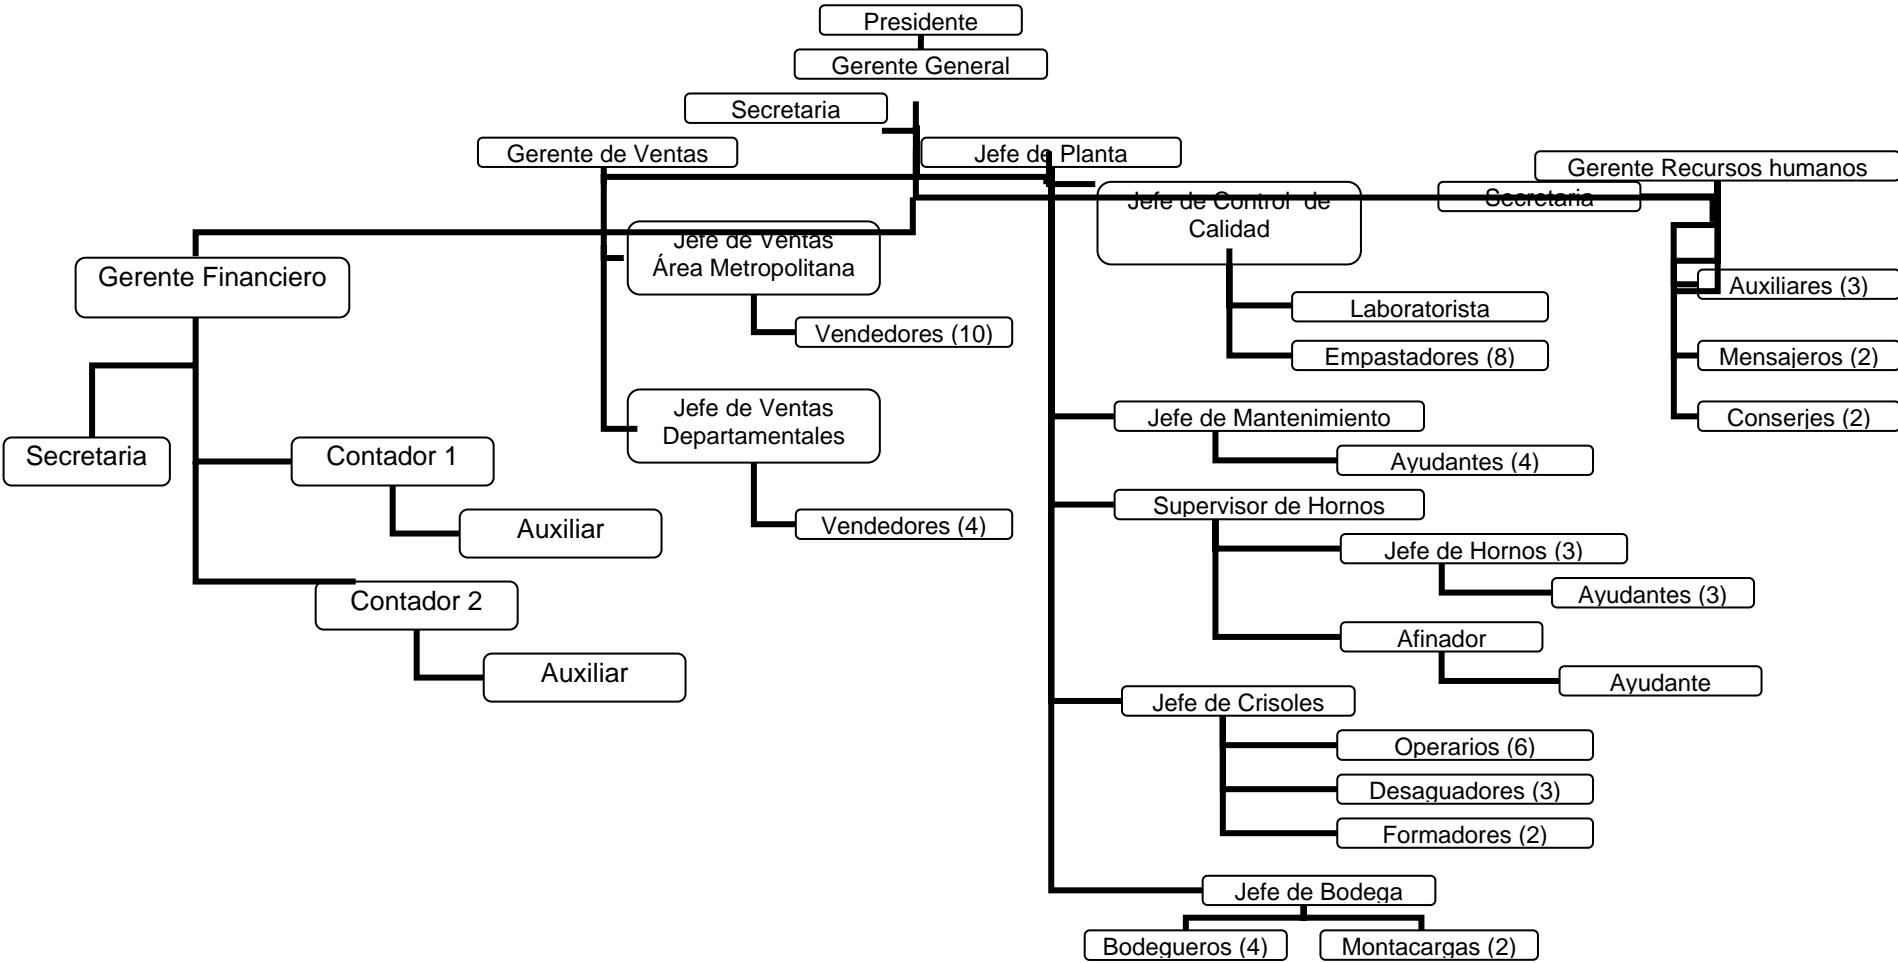 Presidente
Gerente General
Secretaria
Gerente de Ventas
Jefe de Planta
Gerente Recursos humanos
Secretaria
Jefe de Control de
Calidad
Jefe de Ventas
Área Metropolitana
Gerente Financiero
Auxiliares (3)
Laboratorista
Vendedores (10)
Empastadores (8)
Mensajeros (2)
Jefe de Ventas
Departamentales
Jefe de Mantenimiento
Conserjes (2)
Secretaria
Contador 1
Ayudantes (4)
Supervisor de Hornos
Auxiliar
Vendedores (4)
Jefe de Hornos (3)
Ayudantes (3)
Contador 2
Afinador
Auxiliar
Ayudante
Jefe de Crisoles
Operarios (6)
Desaguadores (3)
Formadores (2)
Jefe de Bodega
Bodegueros (4)
Montacargas (2)